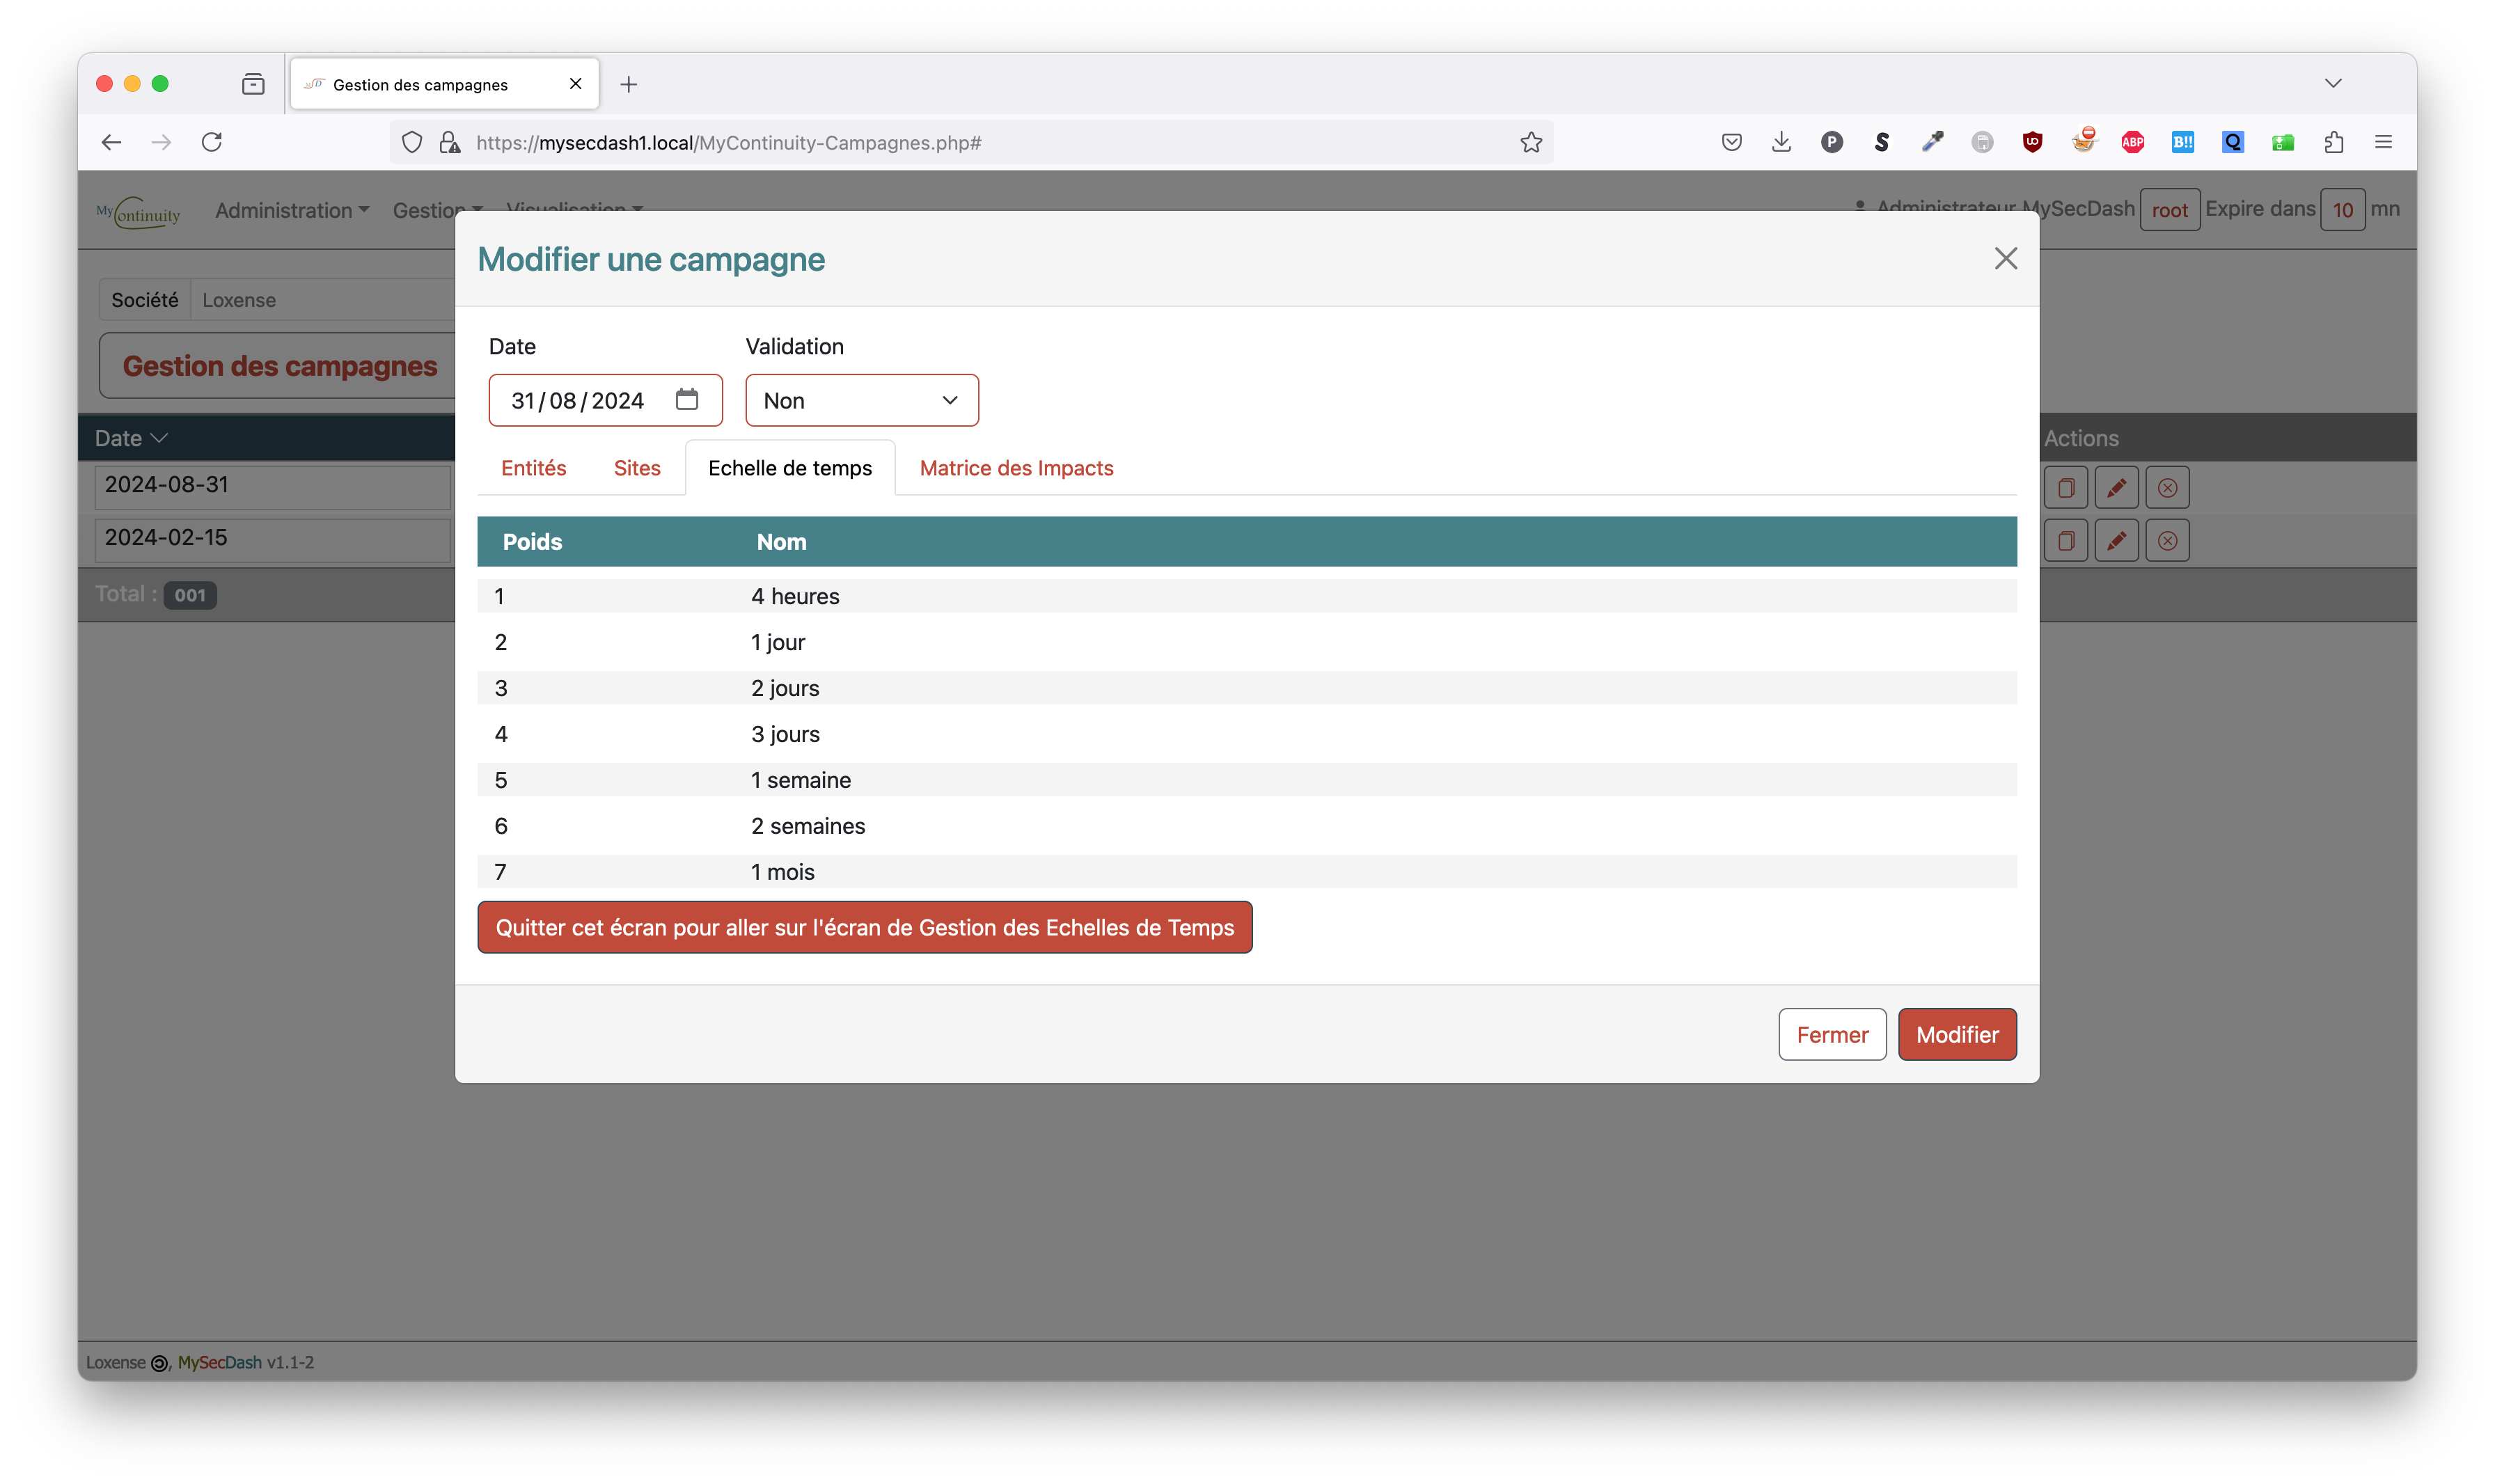 Gestion des campagnes
https://mysecdash1.local/MyContinuity-Campagnes.php#
P S UO ABP B!! Q
MyContinuity Administration Gestion Visualisation Administrateur MySecDash root Expire dans 10 mn
Modifier une campagne
Société Loxense
Gestion des campagnes
Date Validation
31/08/2024 Non
Entités Sites Echelle de temps Matrice des Impacts
Date Actions
2024-08-31
2024-02-15
Total : 001
Poids Nom
1 4 heures
2 1 jour
3 2 jours
4 3 jours
5 1 semaine
6 2 semaines
7 1 mois
Quitter cet écran pour aller sur l'écran de Gestion des Echelles de Temps
Fermer Modifier
Loxense , MySecDash v1.1-2